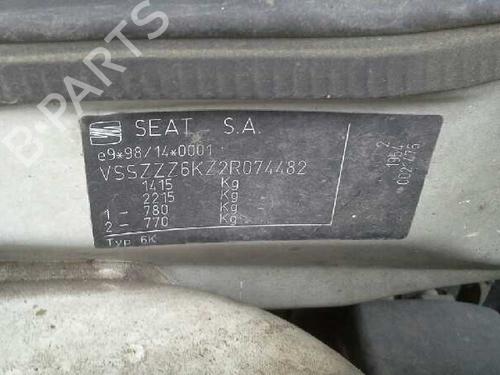 SEAT S.A.
e9*98/14*0001
VSSZZZ6KZ2R074482
1415 Kg
2215 Kg
1 - 780 Kg
2 - 770 Kg
Typ 6K
B-PARTS